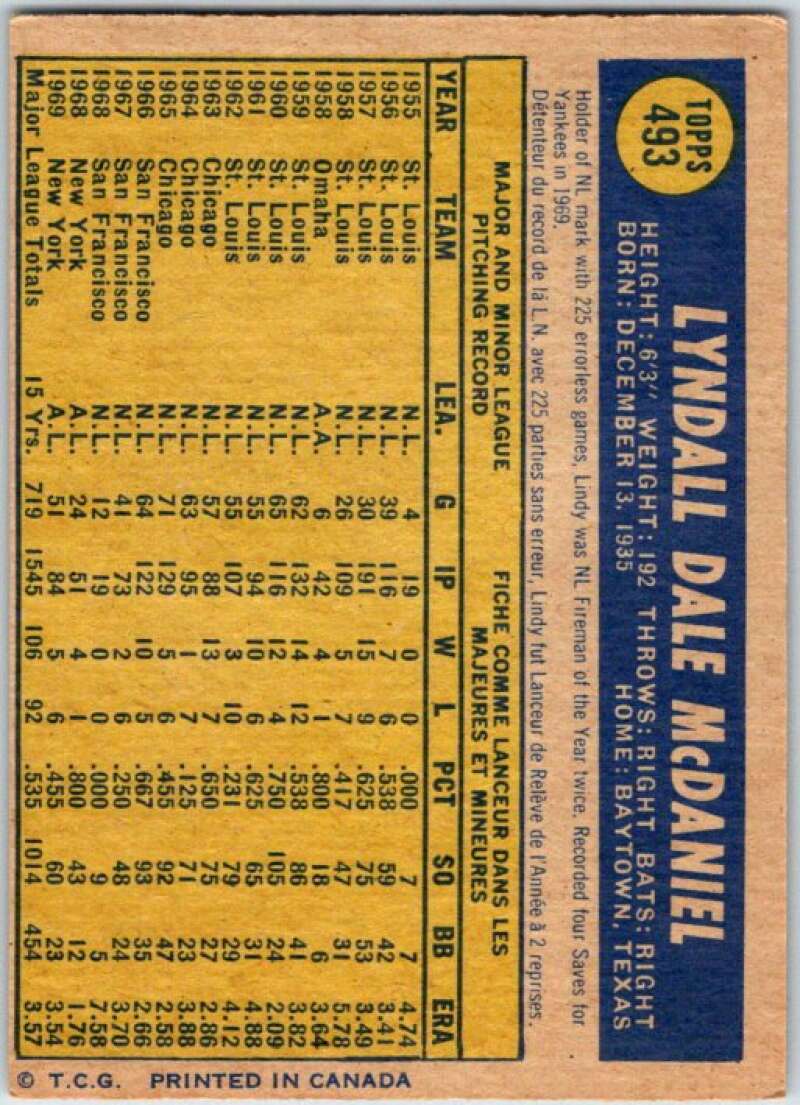 TOPPS
493
LYNDALL DALE McDANIEL
HEIGHT: 6'3" WEIGHT: 192 THROWS: RIGHT BATS: RIGHT
BORN: DECEMBER 13, 1935 HOME: BAYTOWN, TEXAS
Holder of NL mark with 225 errorless games, Lindy was NL Fireman of the Year twice. Recorded four Saves for
Yankees in 1969.
Détenteur du record de la L.N. avec 225 parties sans erreur, Lindy fut Lanceur de Relève de l'Année à 2 reprises.
MAJOR AND MINOR LEAGUE
PITCHING RECORD
FICHE COMME LANCEUR DANS LES
MAJEURES ET MINEURES
YEAR TEAM LEA. G IP W L PCT SO BB ERA
1955 St. Louis N.L. 4 19 0 0 .000 7 7 4.74
1956 St. Louis N.L. 39 116 7 6 .538 59 42 3.41
1957 St. Louis N.L. 30 191 15 9 .625 75 53 3.49
1958 St. Louis N.L. 26 109 5 7 .417 47 31 5.78
1958 Omaha A.A. 6 42 4 1 .800 18 6 3.64
1959 St. Louis N.L. 62 132 14 12 .538 86 41 3.82
1960 St. Louis N.L. 65 116 12 4 .750 105 24 2.09
1961 St. Louis N.L. 55 94 10 6 .625 65 31 4.88
1962 St. Louis N.L. 55 107 3 10 .231 79 29 4.12
1963 Chicago N.L. 57 88 13 7 .650 75 27 2.86
1964 Chicago N.L. 63 95 1 7 .125 71 23 3.88
1965 Chicago N.L. 71 129 5 6 .455 92 47 2.58
1966 San Francisco N.L. 64 122 10 5 .667 93 35 2.66
1967 San Francisco N.L. 41 73 2 6 .250 48 24 3.70
1968 San Francisco N.L. 12 19 0 0 .000 9 5 7.58
1968 New York A.L. 24 51 4 1 .800 43 12 1.76
1969 New York A.L. 51 84 5 6 .455 60 23 3.54
Major League Totals 15 Yrs. 719 1545 106 92 .535 1014 454 3.57
© T.C.G. PRINTED IN CANADA